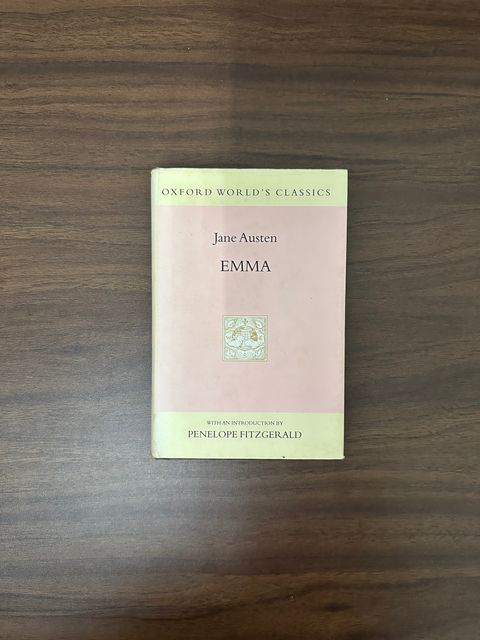 OXFORD WORLD'S CLASSICS
Jane Austen
EMMA
WITH AN INTRODUCTION BY
PENELOPE FITZGERALD